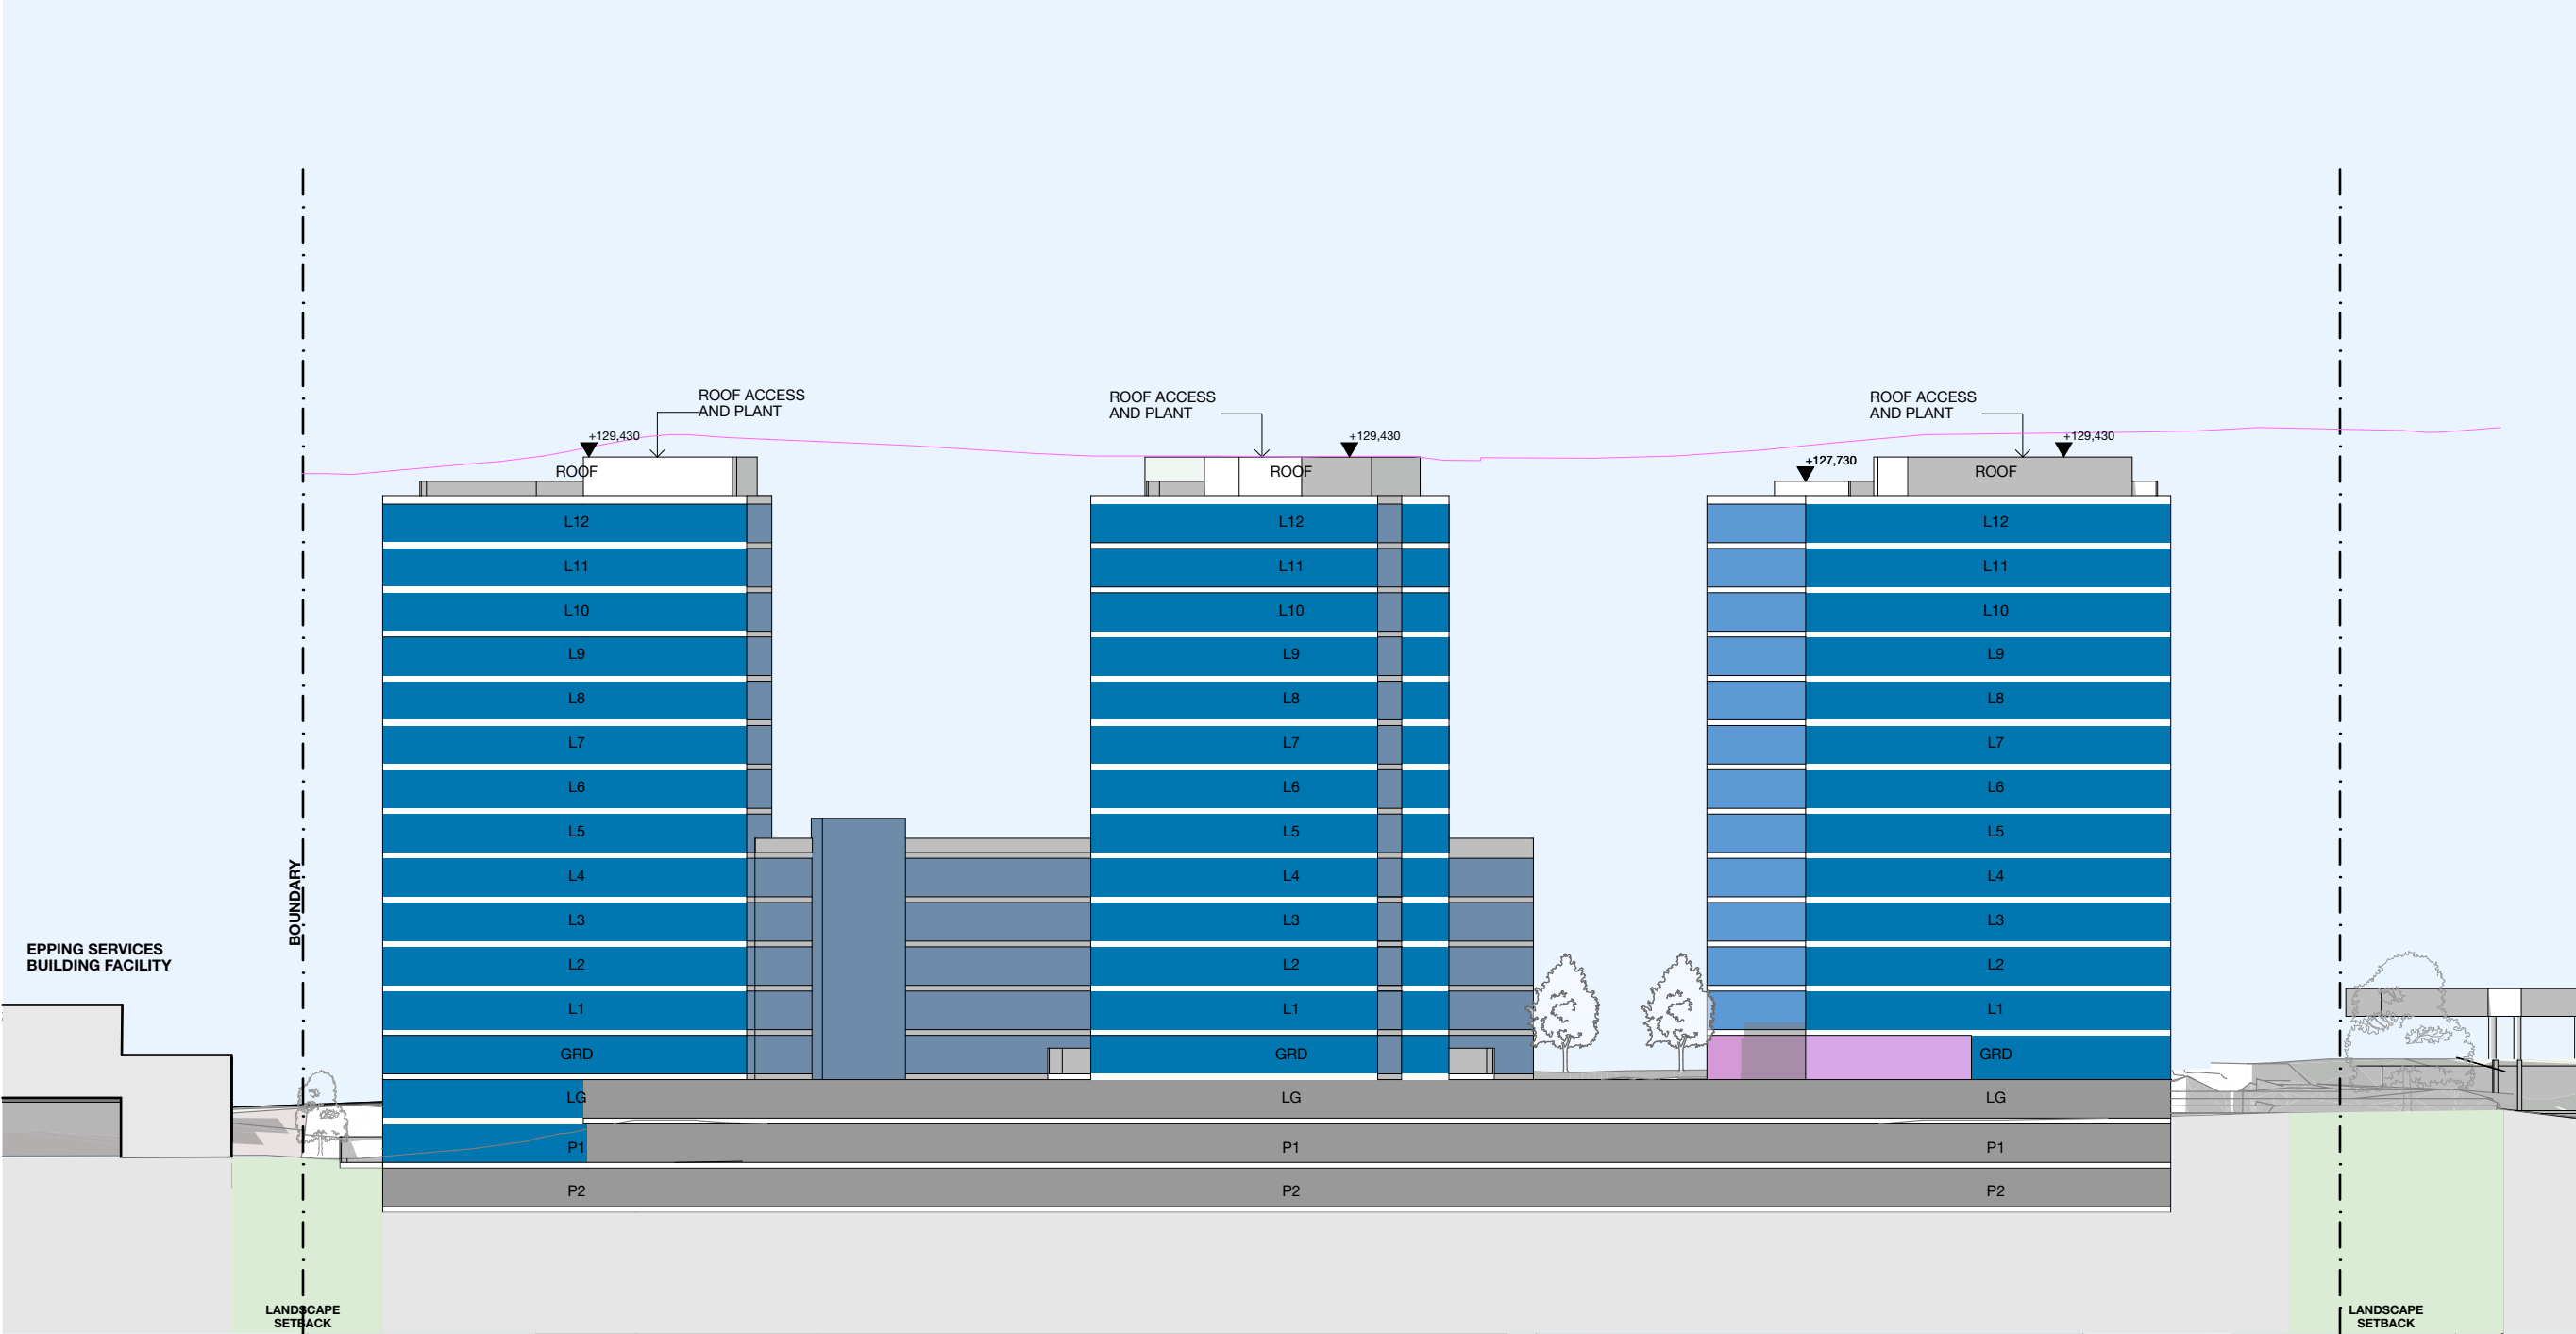 ROOF ACCESS
AND PLANT
ROOF ACCESS
AND PLANT
ROOF ACCESS
AND PLANT
+129,430
+129,430
+129,430
+127,730
ROOF
ROOF
ROOF
L12
L12
L12
L11
L11
L11
L10
L10
L10
L9
L9
L9
L8
L8
L8
L7
L7
L7
L6
L6
L6
L5
L5
L5
L4
L4
L4
BOUNDARY
L3
L3
L3
EPPING SERVICES
BUILDING FACILITY
L2
L2
L2
L1
L1
L1
GRD
GRD
GRD
LG
LG
LG
P1
P1
P1
P2
P2
P2
LANDSCAPE
SETBACK
LANDSCAPE
SETBACK